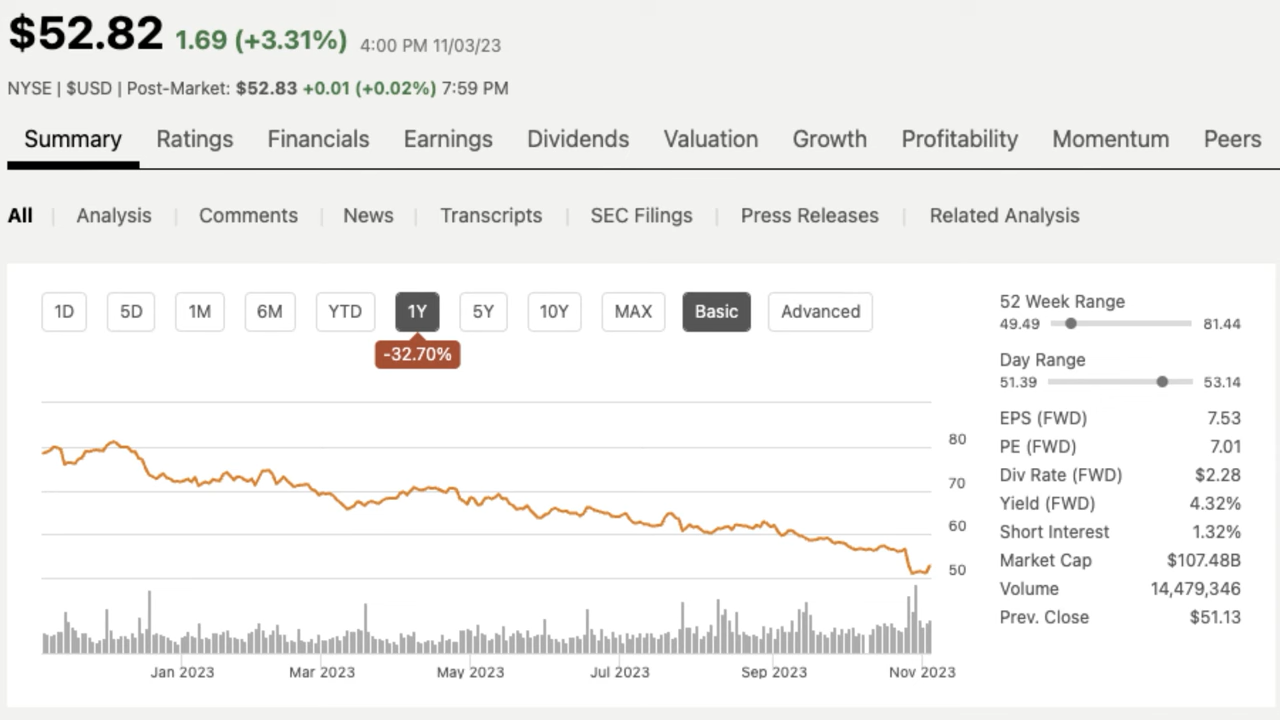 $52.82 1.69 (+3.31%) 4:00 PM 11/03/23
NYSE | $USD | Post-Market: $52.83 +0.01 (+0.02%) 7:59 PM
Summary Ratings Financials Earnings Dividends Valuation Growth Profitability Momentum Peers
All | Analysis | Comments | News | Transcripts | SEC Filings | Press Releases | Related Analysis
1D 5D 1M 6M YTD 1Y 5Y 10Y MAX Basic Advanced
-32.70%
80
70
60
50
Jan 2023 Mar 2023 May 2023 Jul 2023 Sep 2023 Nov 2023
52 Week Range
49.49 81.44
Day Range
51.39 53.14
EPS (FWD) 7.53
PE (FWD) 7.01
Div Rate (FWD) $2.28
Yield (FWD) 4.32%
Short Interest 1.32%
Market Cap $107.48B
Volume 14,479,346
Prev. Close $51.13